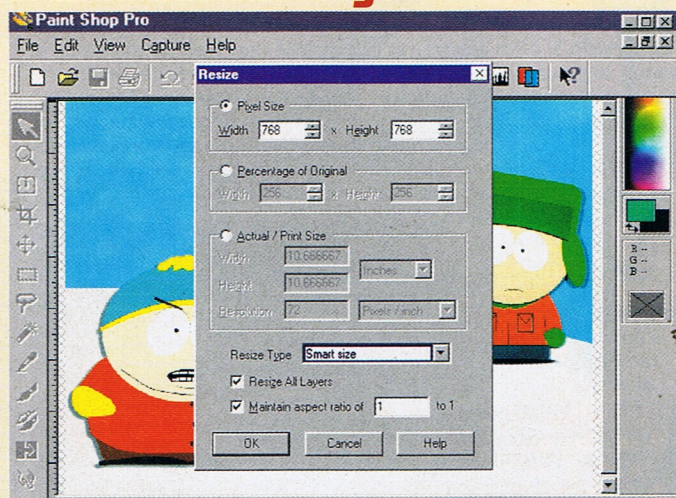 Paint Shop Pro
File Edit View Capture Help
Resize
Pixel Size
Width 768 x Height 768
Percentage of Original
Width 256 x Height 256
Actual / Print Size
Width 10.666667
Inches
Height 10.666667
Resolution 72 Pixels / inch
Resize Type Smart size
Resize All Layers
Maintain aspect ratio of 1 to 1
OK Cancel Help
R --
G --
B --